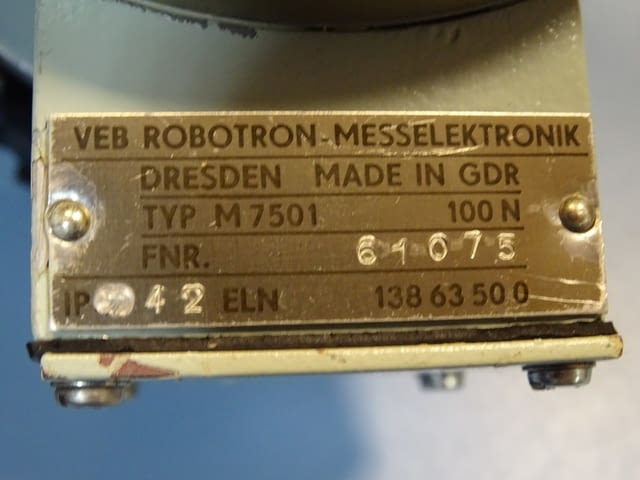 VEB ROBOTRON-MESSELEKTRONIK
DRESDEN MADE IN GDR
TYP M 7501 100 N
FNR. 61075
IP 42 ELN 138 63 50 0